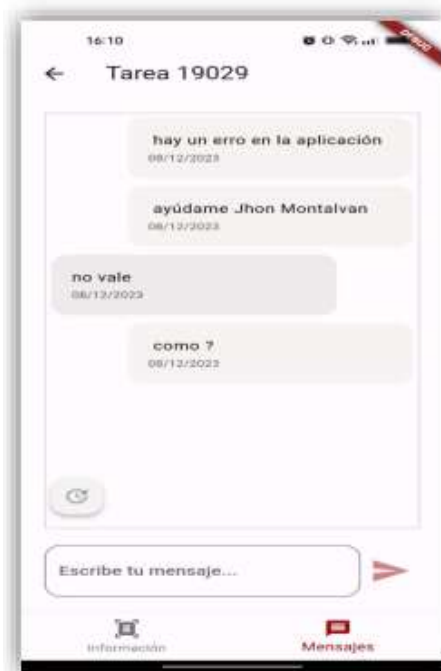 16:10
DEBUG
Tarea 19029
hay un erro en la aplicación
08/12/2023
ayúdame Jhon Montalvan
08/12/2023
no vale
08/12/2023
como ?
08/12/2023
Escribe tu mensaje...
Información
Mensajes